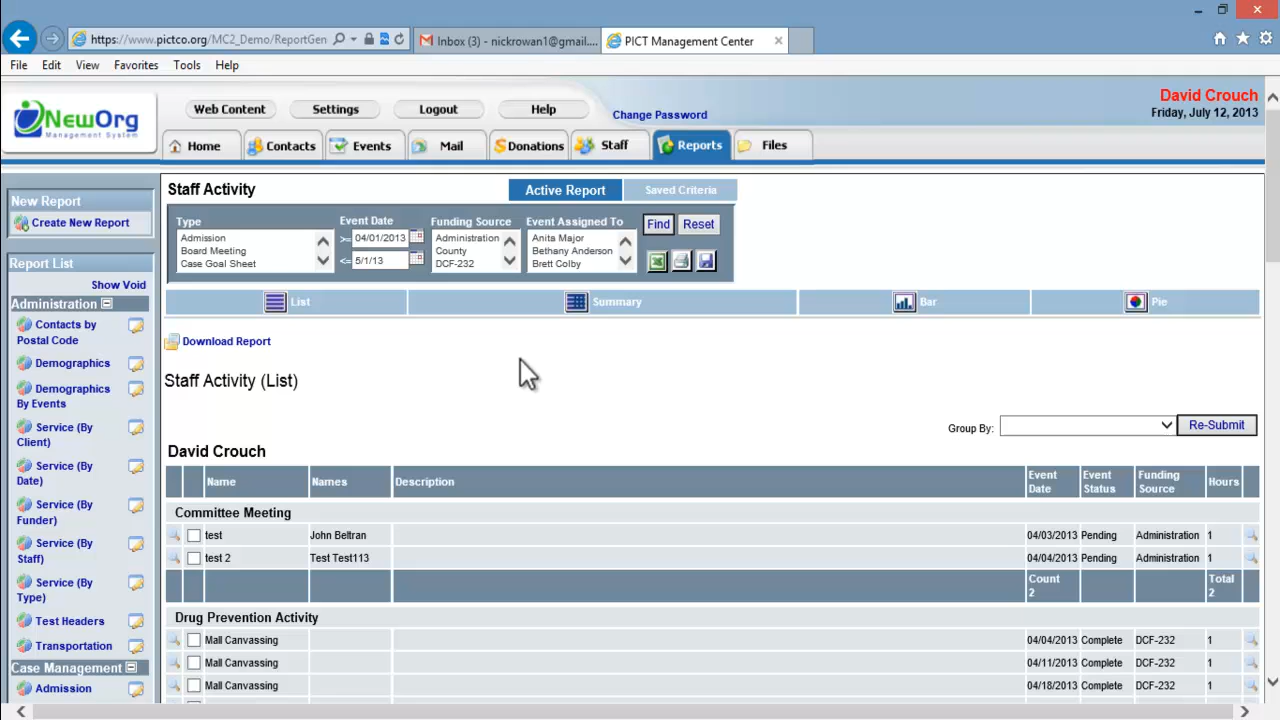 https://www.pictco.org/MC2_Demo/ReportGen
Inbox (3) - nickrowan1@gmail....
PICT Management Center
File Edit View Favorites Tools Help
NewOrg
Management System
Web Content Settings Logout Help Change Password
David Crouch
Friday, July 12, 2013
Home Contacts Events Mail Donations Staff Reports Files
New Report
Create New Report
Report List
Show Void
Administration
Contacts by
Postal Code
Demographics
Demographics
By Events
Service (By
Client)
Service (By
Date)
Service (By
Funder)
Service (By
Staff)
Service (By
Type)
Test Headers
Transportation
Case Management
Admission
Staff Activity
Active Report Saved Criteria
Type Event Date Funding Source Event Assigned To
Admission
Board Meeting
Case Goal Sheet
>= 04/01/2013
<= 5/1/13
Administration
County
DCF-232
Anita Major
Bethany Anderson
Brett Colby
Find Reset
List Summary Bar Pie
Download Report
Staff Activity (List)
Group By: Re-Submit
David Crouch
Name Names Description Event Date Event Status Funding Source Hours
Committee Meeting
test John Beltran 04/03/2013 Pending Administration 1
test 2 Test Test113 04/04/2013 Pending Administration 1
Count 2 Total 2
Drug Prevention Activity
Mall Canvassing 04/04/2013 Complete DCF-232 1
Mall Canvassing 04/11/2013 Complete DCF-232 1
Mall Canvassing 04/18/2013 Complete DCF-232 1